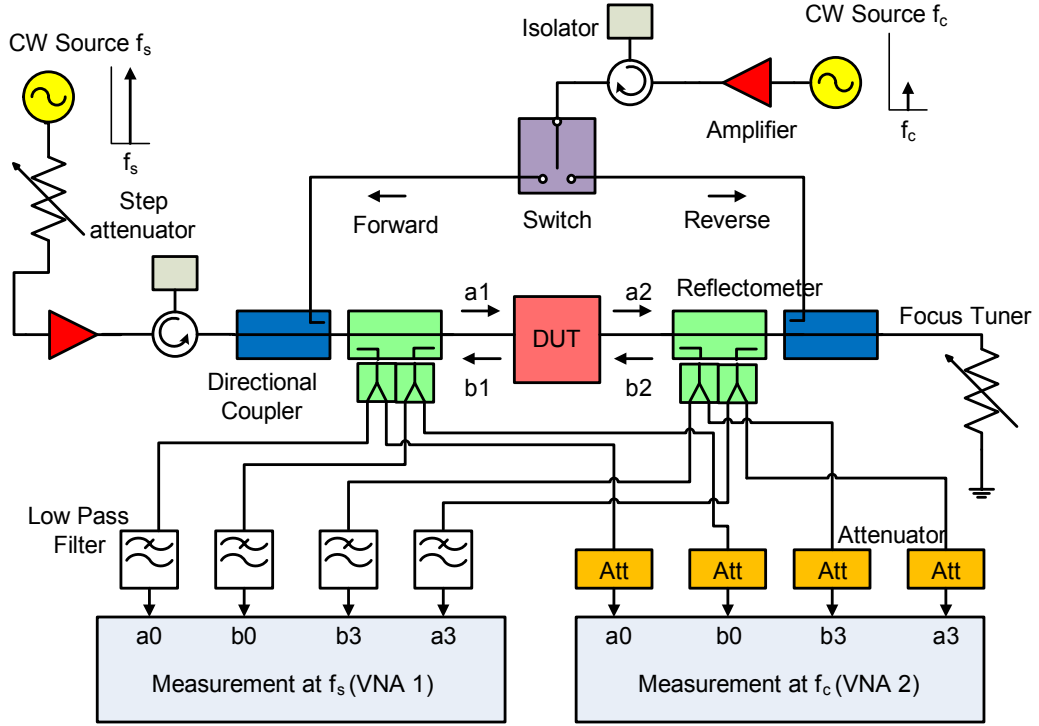 CW Source fs
fs
Step
attenuator
Isolator
CW Source fc
fc
Amplifier
Switch
Forward
Reverse
a1
b1
DUT
a2
b2
Reflectometer
Focus Tuner
Directional
Coupler
Low Pass
Filter
Attenuator
Att
Att
Att
Att
a0
b0
b3
a3
Measurement at fs (VNA 1)
a0
b0
b3
a3
Measurement at fc (VNA 2)